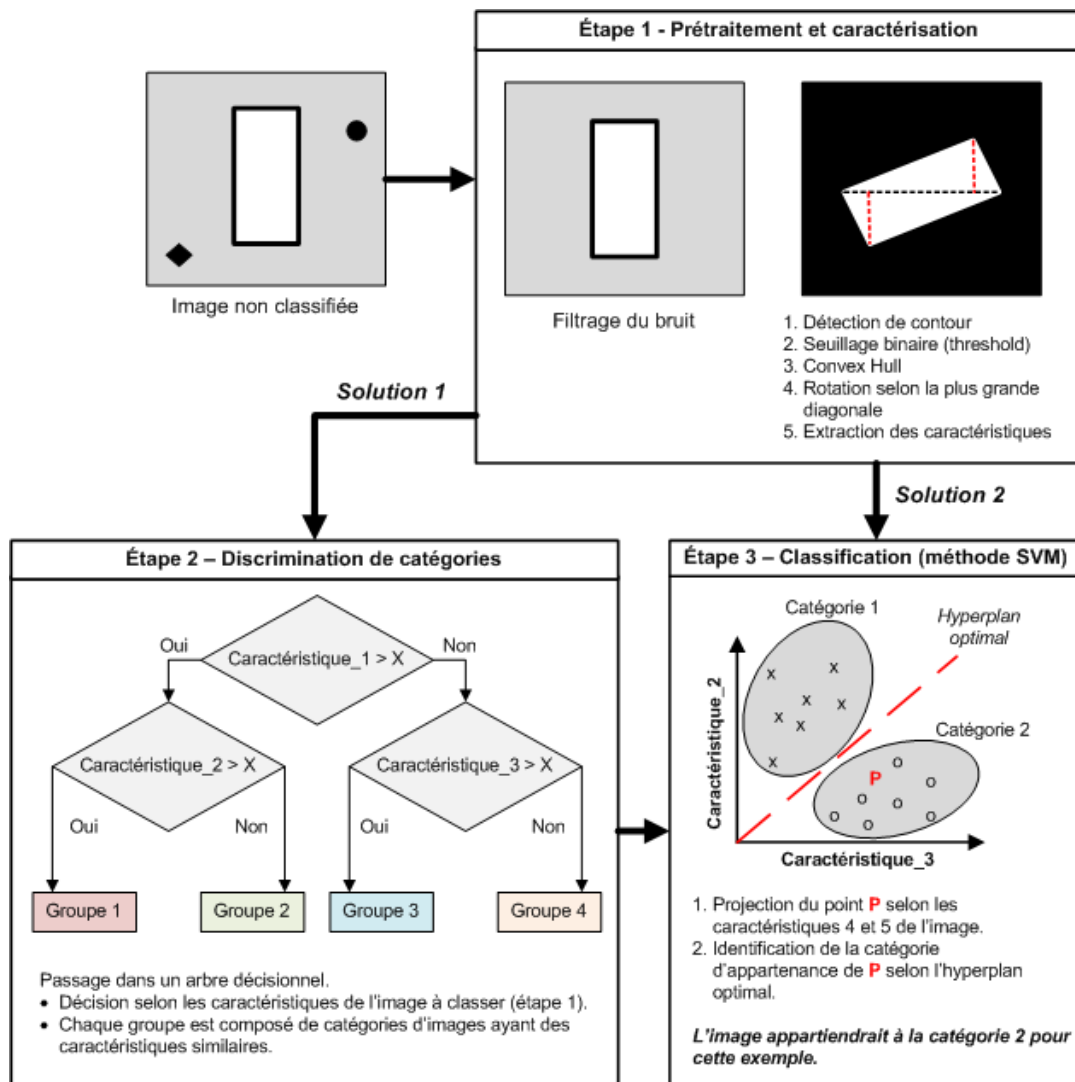 Étape 1 - Prétraitement et caractérisation
Image non classifiée
Filtrage du bruit
1. Détection de contour
2. Seuillage binaire (threshold)
3. Convex Hull
4. Rotation selon la plus grande
diagonale
5. Extraction des caractéristiques
Solution 1
Solution 2
Étape 2 – Discrimination de catégories
Oui
Non
Caractéristique_1 > X
Caractéristique_2 > X
Caractéristique_3 > X
Oui
Non
Oui
Non
Groupe 1
Groupe 2
Groupe 3
Groupe 4
Passage dans un arbre décisionnel.
• Décision selon les caractéristiques de l'image à classer (étape 1).
• Chaque groupe est composé de catégories d'images ayant des
caractéristiques similaires.
Étape 3 – Classification (méthode SVM)
Catégorie 1
Hyperplan
optimal
Caractéristique_2
x
x
x
x
x
x
x
Catégorie 2
P
o
o
o
o
o
o
o
Caractéristique_3
1. Projection du point P selon les
caractéristiques 4 et 5 de l'image.
2. Identification de la catégorie
d'appartenance de P selon l'hyperplan
optimal.
L'image appartiendrait à la catégorie 2 pour
cette exemple.